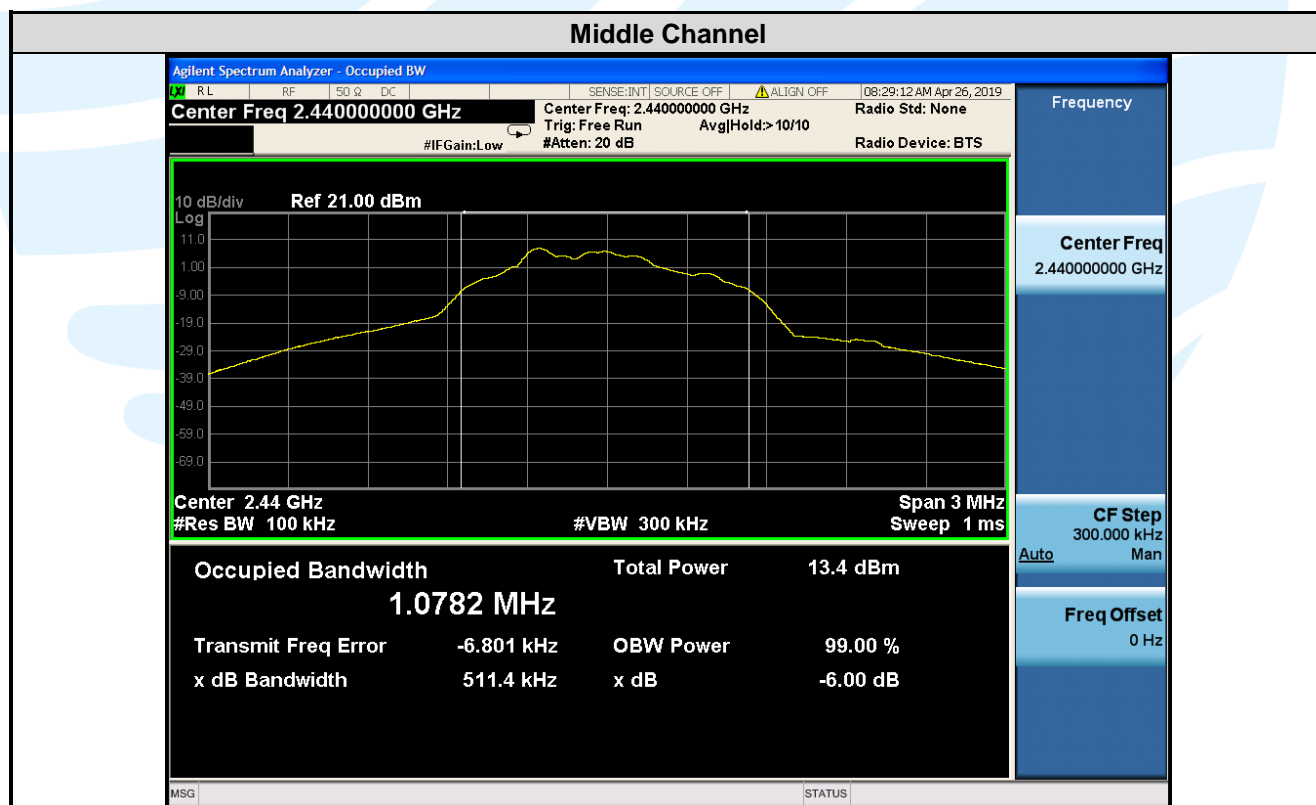 Middle Channel
Agilent Spectrum Analyzer - Occupied BW
LXI RL RF 50 Ω DC SENSE:INT SOURCE OFF ALIGN OFF 08:29:12 AM Apr 26, 2019
Center Freq 2.440000000 GHz
#IFGain:Low
Center Freq: 2.440000000 GHz
Trig: Free Run Avg|Hold:> 10/10
#Atten: 20 dB
Radio Std: None
Radio Device: BTS
10 dB/div Ref 21.00 dBm
Log
11.0
1.00
-9.00
-19.0
-29.0
-39.0
-49.0
-59.0
-69.0
Center 2.44 GHz Span 3 MHz
#Res BW 100 kHz #VBW 300 kHz Sweep 1 ms
Occupied Bandwidth Total Power 13.4 dBm
1.0782 MHz
Transmit Freq Error -6.801 kHz OBW Power 99.00 %
x dB Bandwidth 511.4 kHz x dB -6.00 dB
Frequency
Center Freq
2.440000000 GHz
CF Step
300.000 kHz
Auto Man
Freq Offset
0 Hz
MSG STATUS